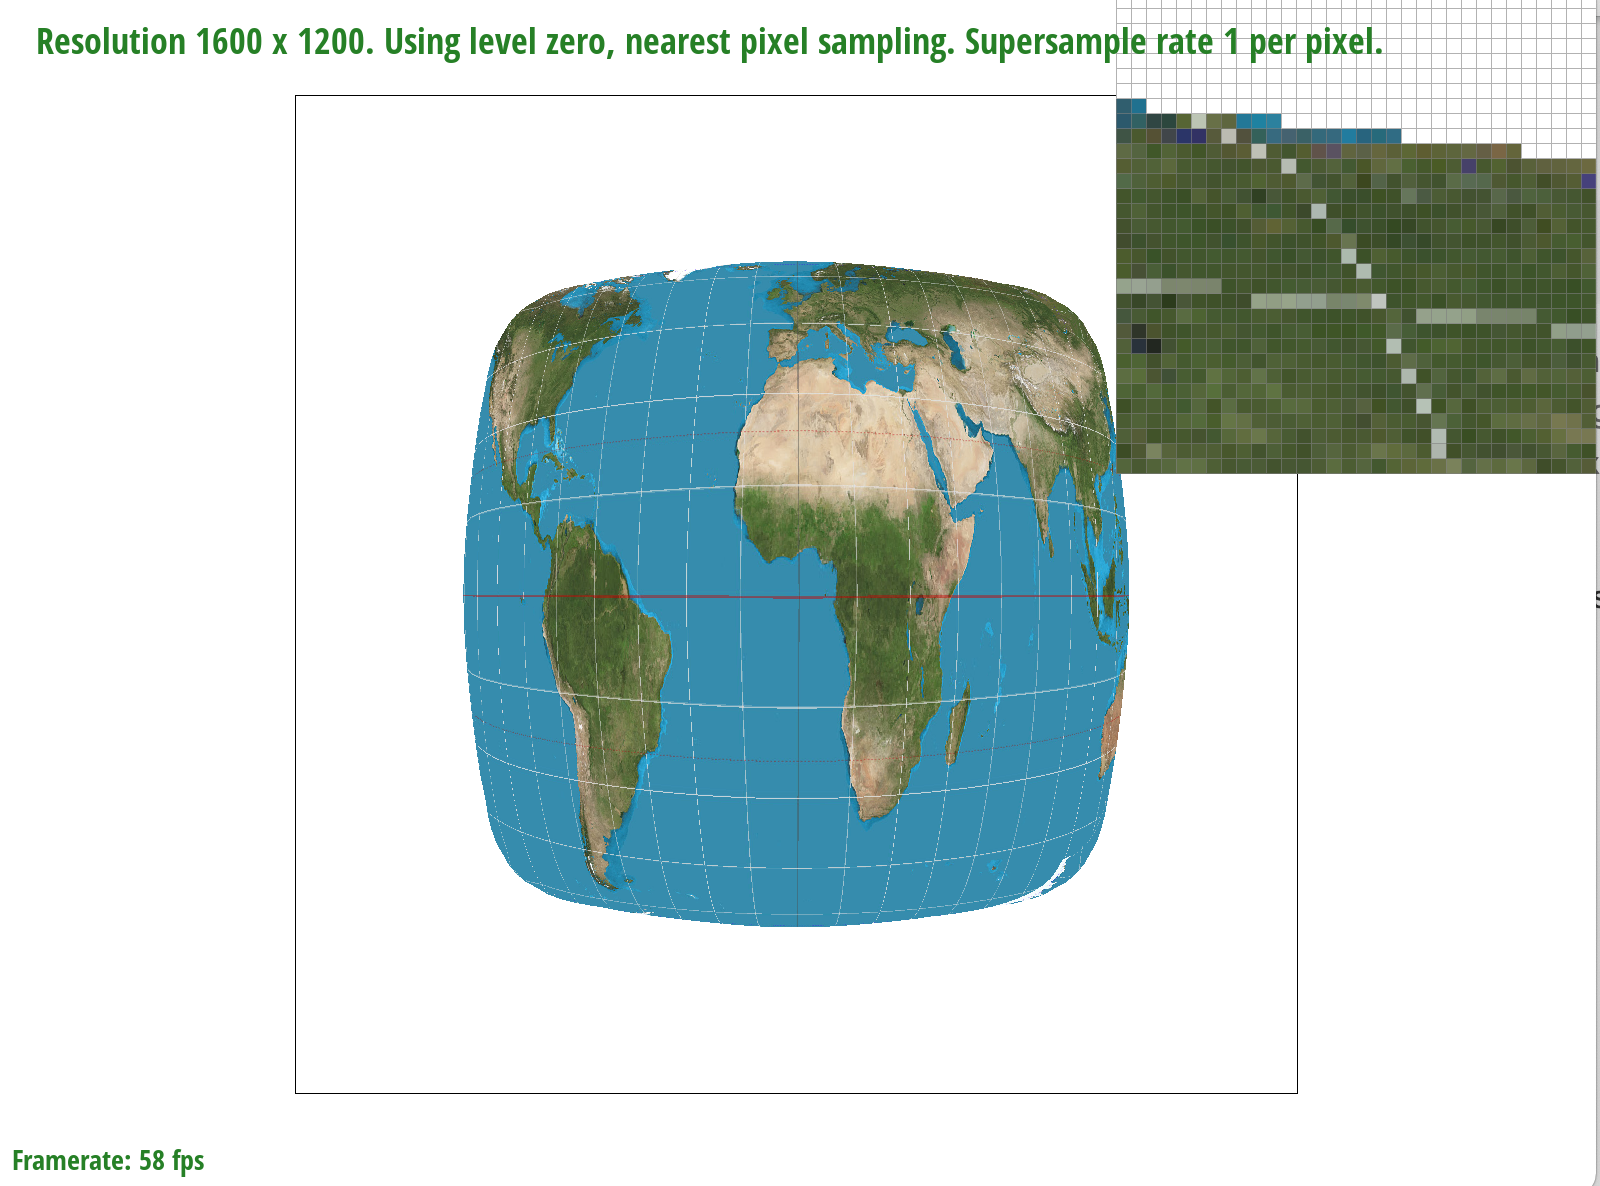 Resolution 1600 x 1200. Using level zero, nearest pixel sampling. Supersample rate 1 per pixel.
Framerate: 58 fps